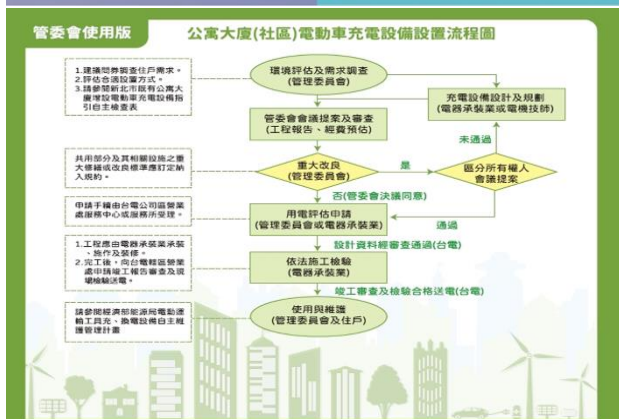 管委會使用版
公寓大廈(社區)電動車充電設備設置流程圖
1.建議問券調查住戶需求。
2.評估合適設置方式。
3.請參閱新北市既有公寓大
廈增設電動車充電設備指
引自主檢查表
環境評估及需求調查
(管理委員會)
充電設備設計及規劃
(電器承裝業或電機技師)
管委會會議提案及審查
(工程報告、經費預估)
未通過
共用部分及其相關設施之重
大修繕或改良標準應訂定納
入規約。
重大改良
(管理委員會)
是
區分所有權人
會議提案
否(管委會決議同意)
申請手續由台電公司區營業
處服務中心或服務所受理。
用電評估申請
(管理委員會或電器承裝業)
通過
設計資料經審查通過(台電)
1.工程應由電器承裝業承裝
、施作及裝修。
2.完工後,向台電轄區營業
處申請竣工報告審查及現
場檢驗送電。
依法施工檢驗
(電器承裝業)
竣工審查及檢驗合格送電(台電)
請參閱經濟部能源局電動運
輸工具充、換電設備自主維
護管理計畫
使用與維護
(管理委員會及住戶)